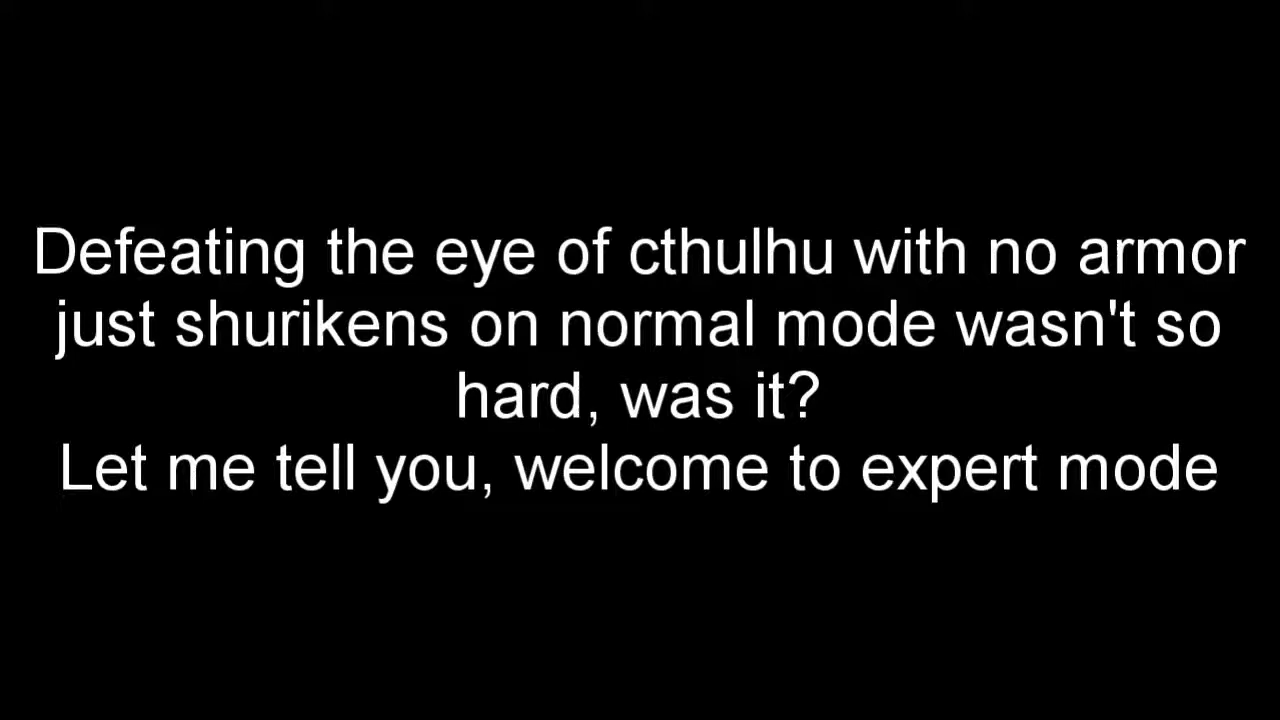 Defeating the eye of cthulhu with no armor
just shurikens on normal mode wasn't so
hard, was it?
Let me tell you, welcome to expert mode